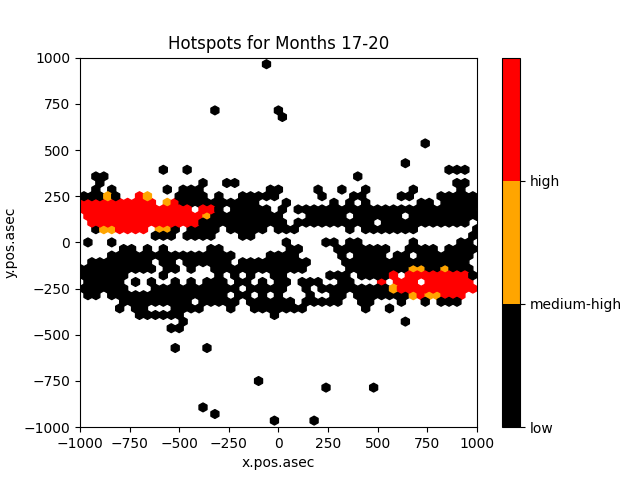 Hotspots for Months 17-20
1000
750
500
250
0
−250
−500
−750
−1000
y.pos.asec
−1000 −750 −500 −250 0 250 500 750 1000
x.pos.asec
high
medium-high
low